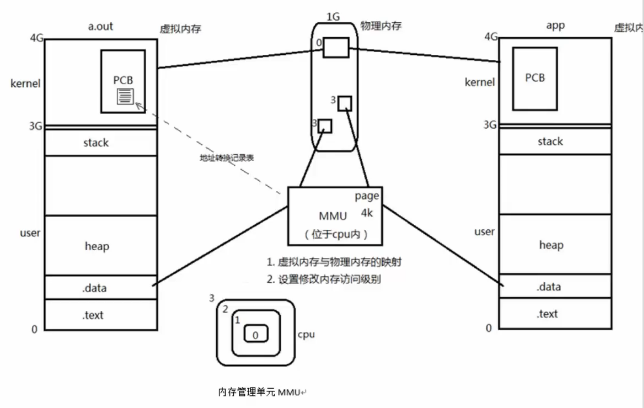 a.out
虚拟内存
4G
kernel
PCB
3G
stack
user
heap
.data
.text
0
地址转换记录表
1G
物理内存
0
3
3
page
4k
MMU
（位于cpu内）
1. 虚拟内存与物理内存的映射
2. 设置修改内存访问级别
3
2
1
0
cpu
app
虚拟内
4G
kernel
PCB
3G
stack
user
heap
.data
.text
0
内存管理单元 MMU